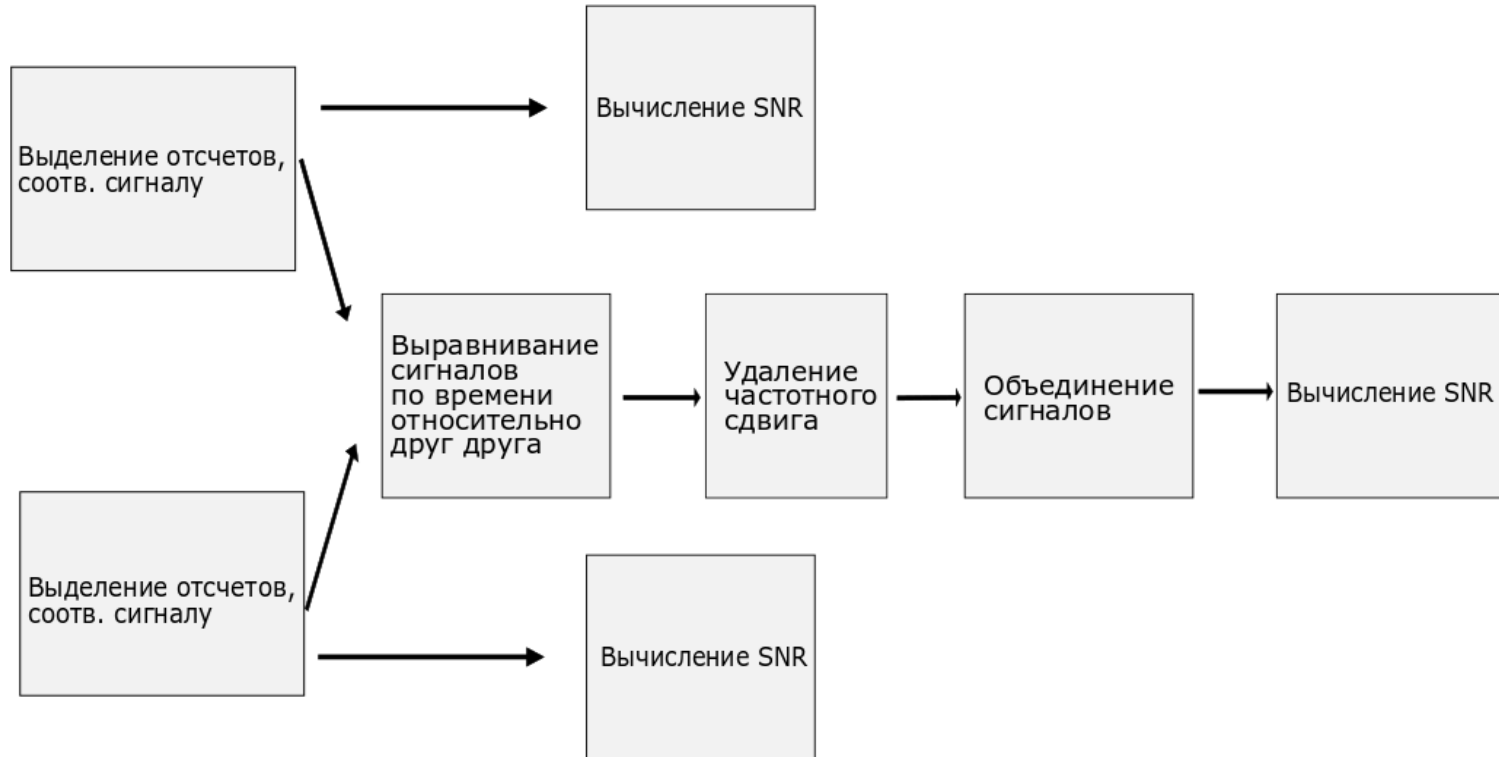 Вычисление SNR
Выделение отсчетов,
соотв. сигналу
Выравнивание
сигналов
по времени
относительно
друг друга
Удаление
частотного
сдвига
Объединение
сигналов
Вычисление SNR
Выделение отсчетов,
соотв. сигналу
Вычисление SNR